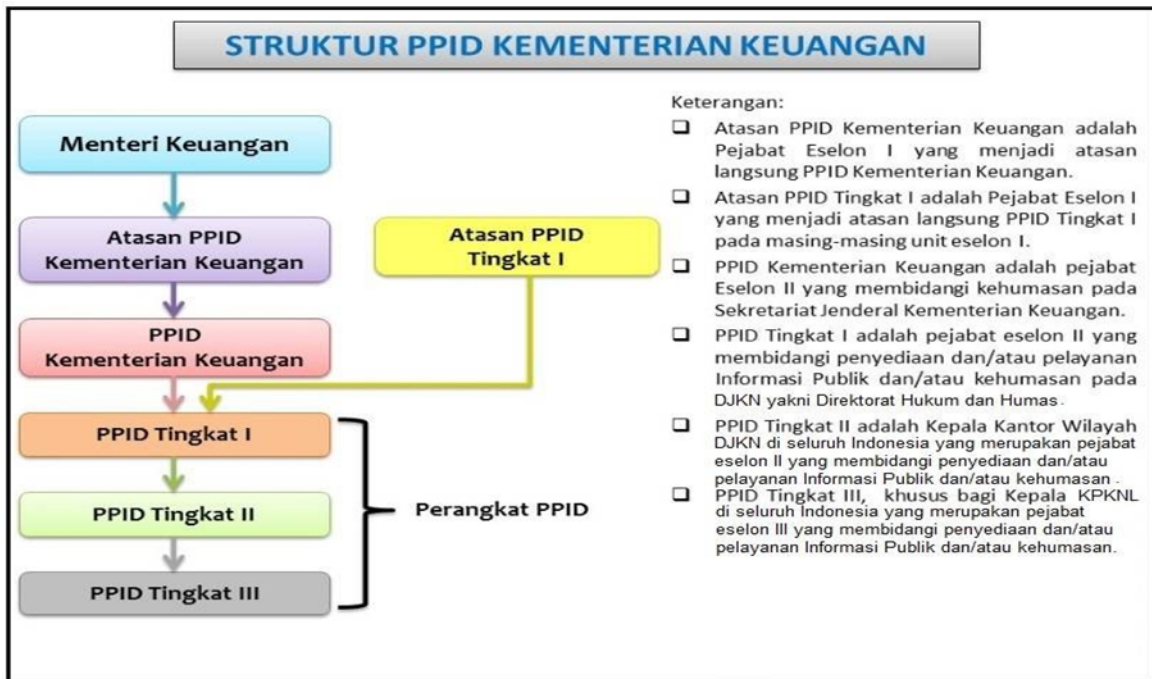 STRUKTUR PPID KEMENTERIAN KEUANGAN
Menteri Keuangan
Atasan PPID
Kementerian Keuangan
Atasan PPID
Tingkat I
PPID
Kementerian Keuangan
PPID Tingkat I
PPID Tingkat II
PPID Tingkat III
Perangkat PPID
Keterangan:
Atasan PPID Kementerian Keuangan adalah
Pejabat Eselon I yang menjadi atasan
langsung PPID Kementerian Keuangan.
Atasan PPID Tingkat I adalah Pejabat Eselon I
yang menjadi atasan langsung PPID Tingkat I
pada masing-masing unit eselon I.
PPID Kementerian Keuangan adalah pejabat
Eselon II yang membidangi kehumasan pada
Sekretariat Jenderal Kementerian Keuangan.
PPID Tingkat I adalah pejabat eselon II yang
membidangi penyediaan dan/atau pelayanan
Informasi Publik dan/atau kehumasan pada
DJKN yakni Direktorat Hukum dan Humas.
PPID Tingkat II adalah Kepala Kantor Wilayah
DJKN di seluruh Indonesia yang merupakan pejabat
eselon II yang membidangi penyediaan dan/atau
pelayanan Informasi Publik dan/atau kehumasan.
PPID Tingkat III, khusus bagi Kepala KPKNL
di seluruh Indonesia yang merupakan pejabat
eselon III yang membidangi penyediaan dan/atau
pelayanan Informasi Publik dan/atau kehumasan.